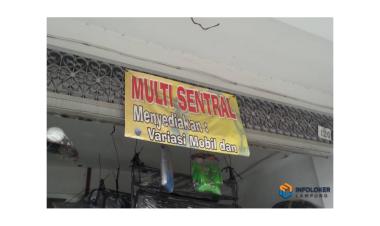 MULTI SENTRAL
Menyediakan :
Variasi Mobil dan
INFOLOKER
LAMPUNG